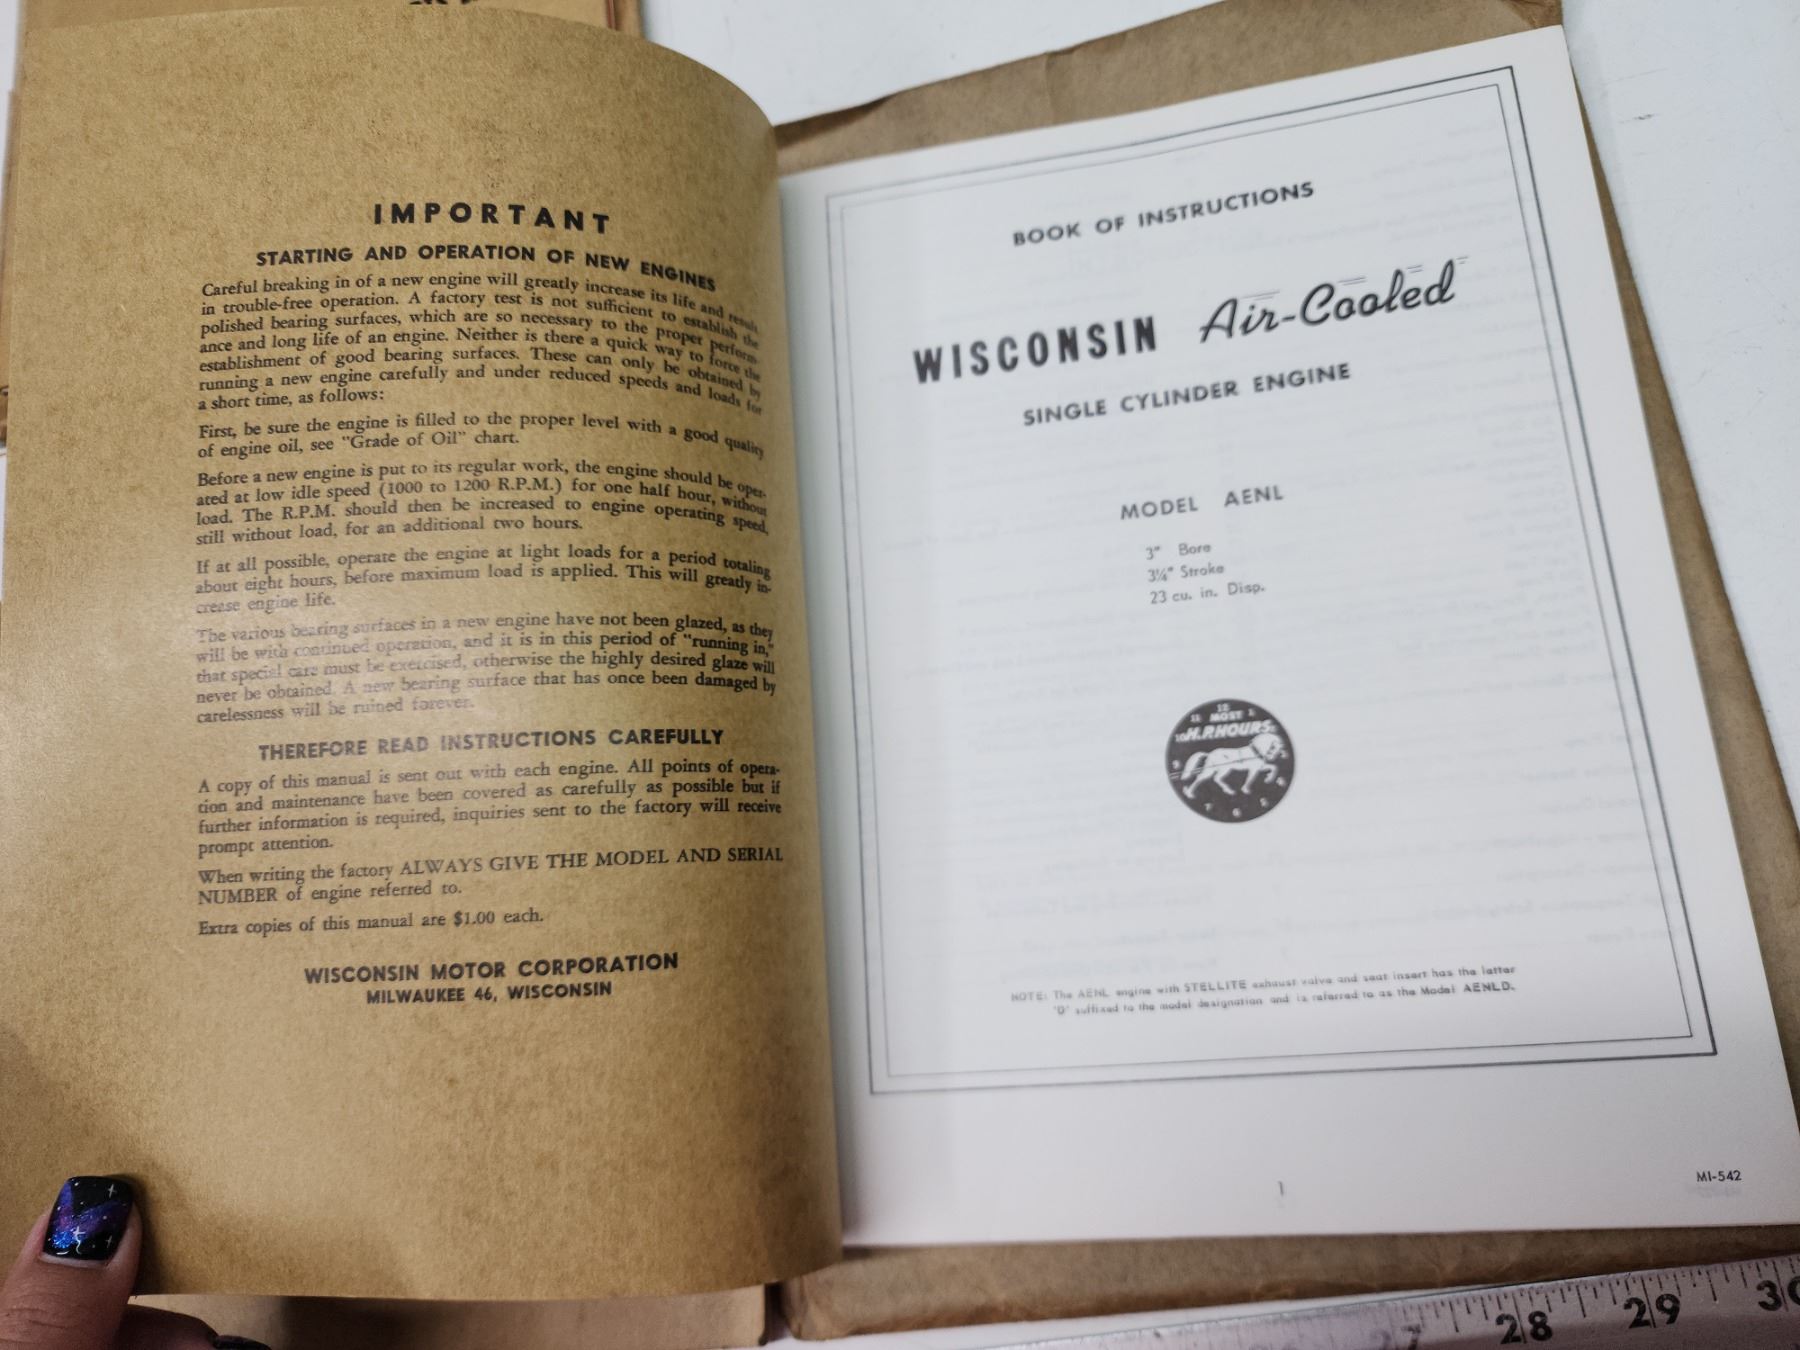 IMPORTANT
STARTING AND OPERATION OF NEW ENGINES
Careful breaking in of a new engine will greatly increase its life and result
in trouble-free operation. A factory test is not sufficient to establish the
polished bearing surfaces, which are so necessary to the proper perform-
ance and long life of an engine. Neither is there a quick way to force the
establishment of good bearing surfaces. These can only be obtained by
running a new engine carefully and under reduced speeds and loads for
a short time, as follows:
First, be sure the engine is filled to the proper level with a good quality
of engine oil, see "Grade of Oil" chart.
Before a new engine is put to its regular work, the engine should be oper-
ated at low idle speed (1000 to 1200 R.P.M.) for one half hour, without
load. The R.P.M. should then be increased to engine operating speed,
still without load, for an additional two hours.
If at all possible, operate the engine at light loads for a period totaling
about eight hours, before maximum load is applied. This will greatly in-
crease engine life.
The various bearing surfaces in a new engine have not been glazed, as they
will be with continued operation, and it is in this period of "running in,"
that special care must be exercised, otherwise the highly desired glaze will
never be obtained. A new bearing surface that has once been damaged by
carelessness will be ruined forever.
THEREFORE READ INSTRUCTIONS CAREFULLY
A copy of this manual is sent out with each engine. All points of opera-
tion and maintenance have been covered as carefully as possible but if
further information is required, inquiries sent to the factory will receive
prompt attention.
When writing the factory ALWAYS GIVE THE MODEL AND SERIAL
NUMBER of engine referred to.
Extra copies of this manual are $1.00 each.
WISCONSIN MOTOR CORPORATION
MILWAUKEE 46, WISCONSIN
BOOK OF INSTRUCTIONS
WISCONSIN Air-Cooled
SINGLE CYLINDER ENGINE
MODEL AENL
3" Bore
3¼" Stroke
23 cu. in. Disp.
11 12 1
MOST
10 H.P. HOURS
9
7 6 5
NOTE: The AENL engine with STELLITE exhaust valve and seat insert has the letter
'D' suffixed to the model designation and is referred to as the Model AENLD.
1
MI-542
28 29 30